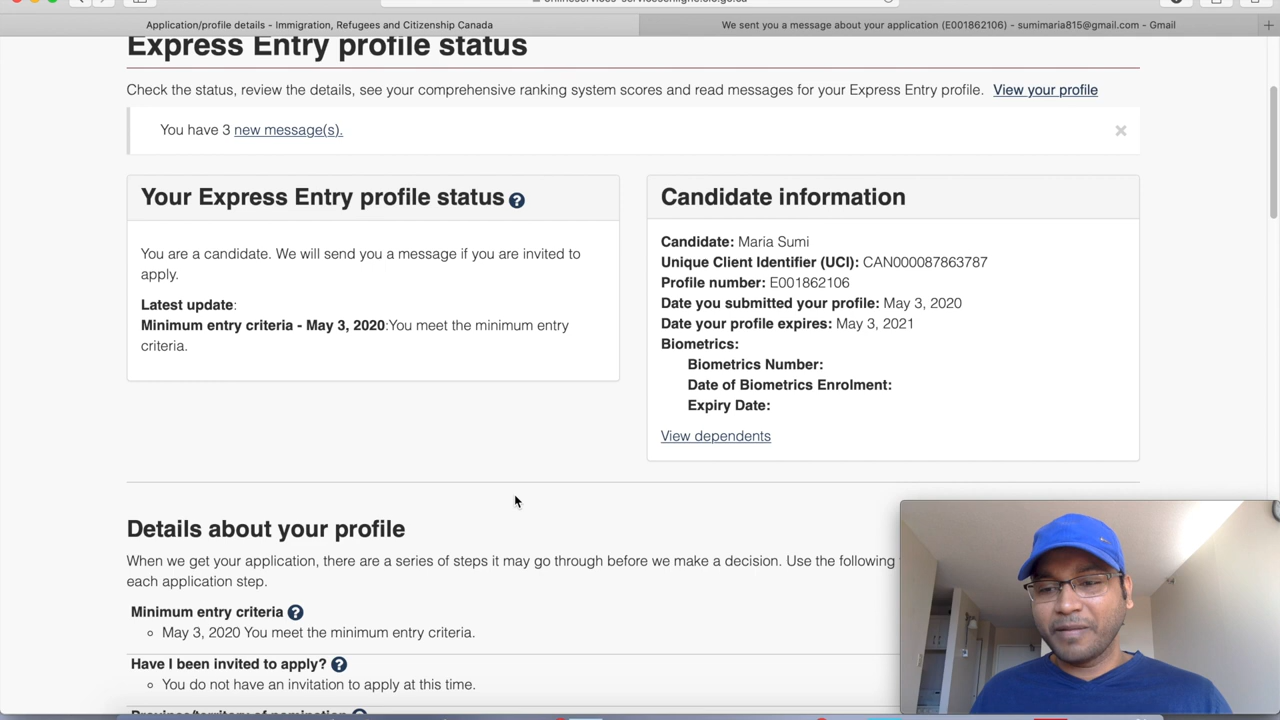 Application/profile details - Immigration, Refugees and Citizenship Canada
We sent you a message about your application (E001862106) - sumimaria815@gmail.com - Gmail
Express Entry profile status
Check the status, review the details, see your comprehensive ranking system scores and read messages for your Express Entry profile. View your profile
You have 3 new message(s).
Your Express Entry profile status
You are a candidate. We will send you a message if you are invited to
apply.
Latest update:
Minimum entry criteria - May 3, 2020:You meet the minimum entry
criteria.
Candidate information
Candidate: Maria Sumi
Unique Client Identifier (UCI): CAN000087863787
Profile number: E001862106
Date you submitted your profile: May 3, 2020
Date your profile expires: May 3, 2021
Biometrics:
Biometrics Number:
Date of Biometrics Enrolment:
Expiry Date:
View dependents
Details about your profile
When we get your application, there are a series of steps it may go through before we make a decision. Use the following
each application step.
Minimum entry criteria
May 3, 2020 You meet the minimum entry criteria.
Have I been invited to apply?
You do not have an invitation to apply at this time.
Province/territory of nomination